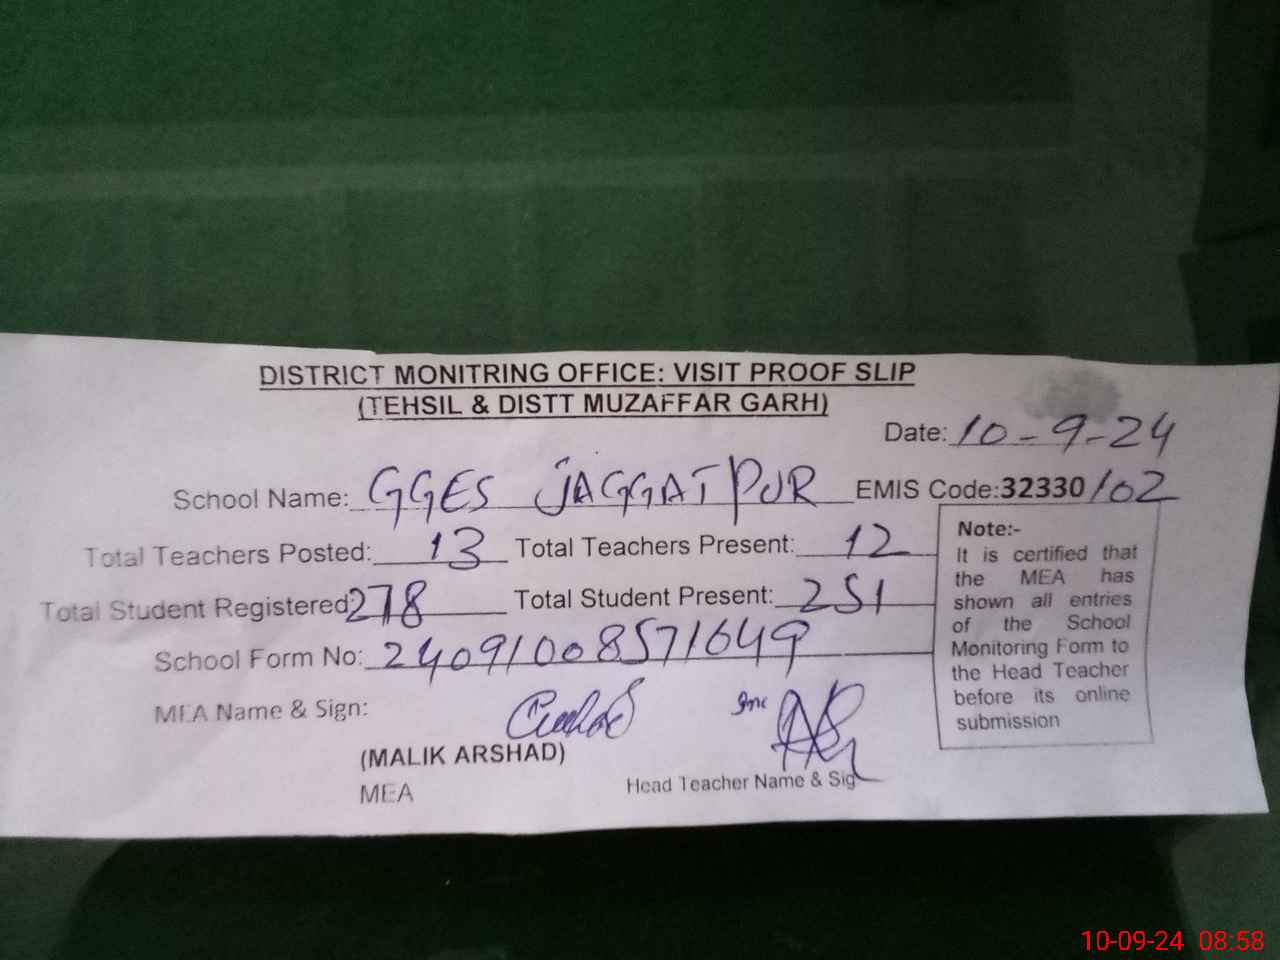 DISTRICT MONITRING OFFICE: VISIT PROOF SLIP
(TEHSIL & DISTT MUZAFFAR GARH)
Date: 10-9-24
School Name: GGES JAGGATPUR EMIS Code:32330/02
Total Teachers Posted: 13 Total Teachers Present: 12
Total Student Registered: 278 Total Student Present: 251
School Form No: 24091008571649
Note:-
It is certified that
the MEA has
shown all entries
of the School
Monitoring Form to
the Head Teacher
before its online
submission
MEA Name & Sign:
(MALIK ARSHAD)
MEA
Head Teacher Name & Sig
10-09-24 08:58